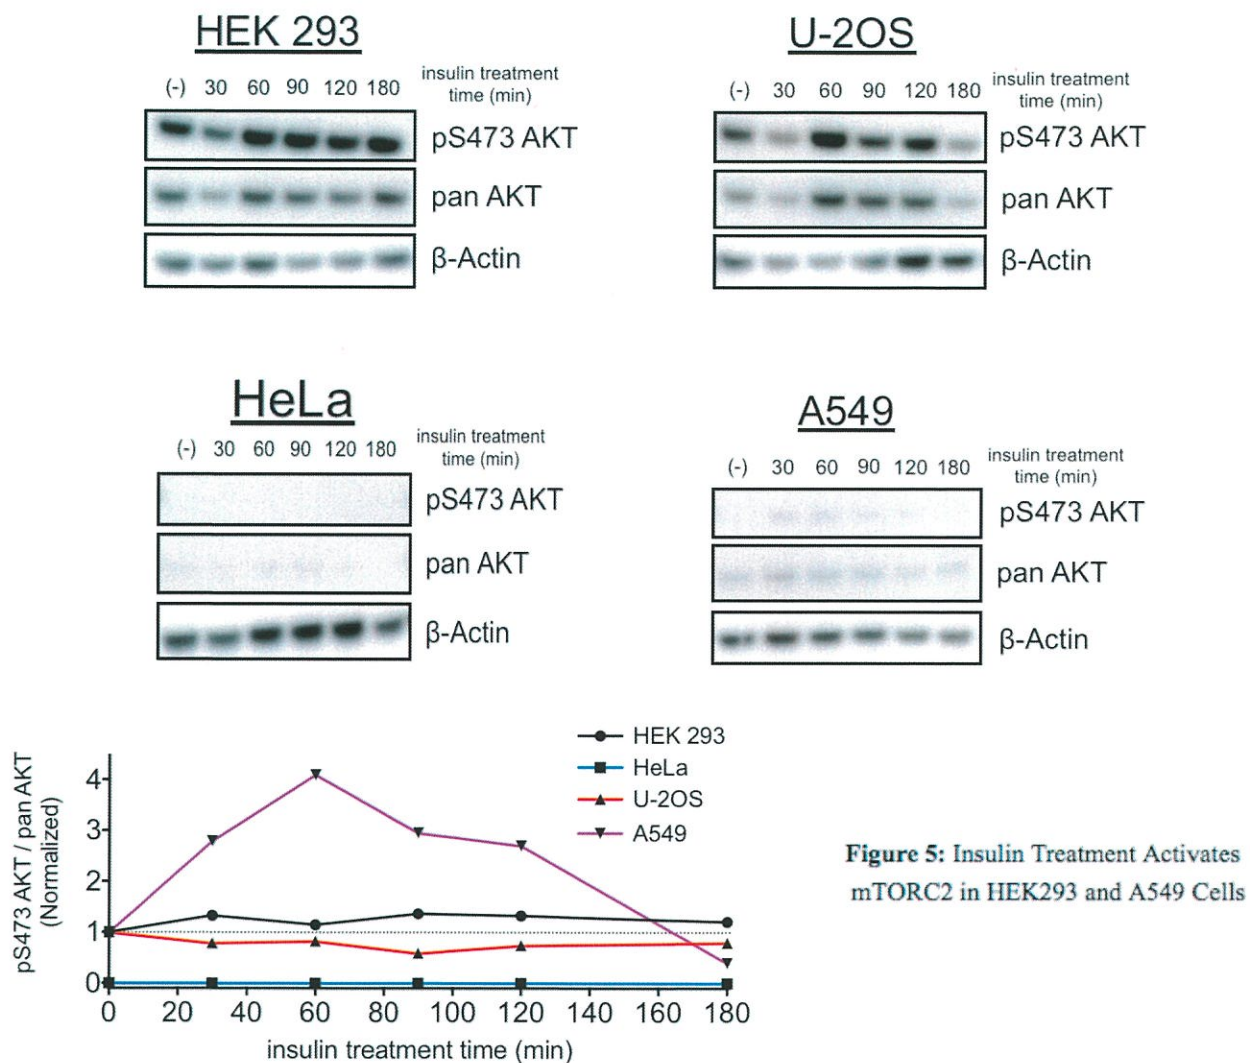 HEK 293
(-) 30 60 90 120 180
insulin treatment
time (min)
pS473 AKT
pan AKT
β-Actin
U-2OS
(-) 30 60 90 120 180
insulin treatment
time (min)
pS473 AKT
pan AKT
β-Actin
HeLa
(-) 30 60 90 120 180
insulin treatment
time (min)
pS473 AKT
pan AKT
β-Actin
A549
(-) 30 60 90 120 180
insulin treatment
time (min)
pS473 AKT
pan AKT
β-Actin
pS473 AKT / pan AKT
(Normalized)
4
3
2
1
0
0 20 40 60 80 100 120 140 160 180
insulin treatment time (min)
HEK 293
HeLa
U-2OS
A549
Figure 5: Insulin Treatment Activates
mTORC2 in HEK293 and A549 Cells